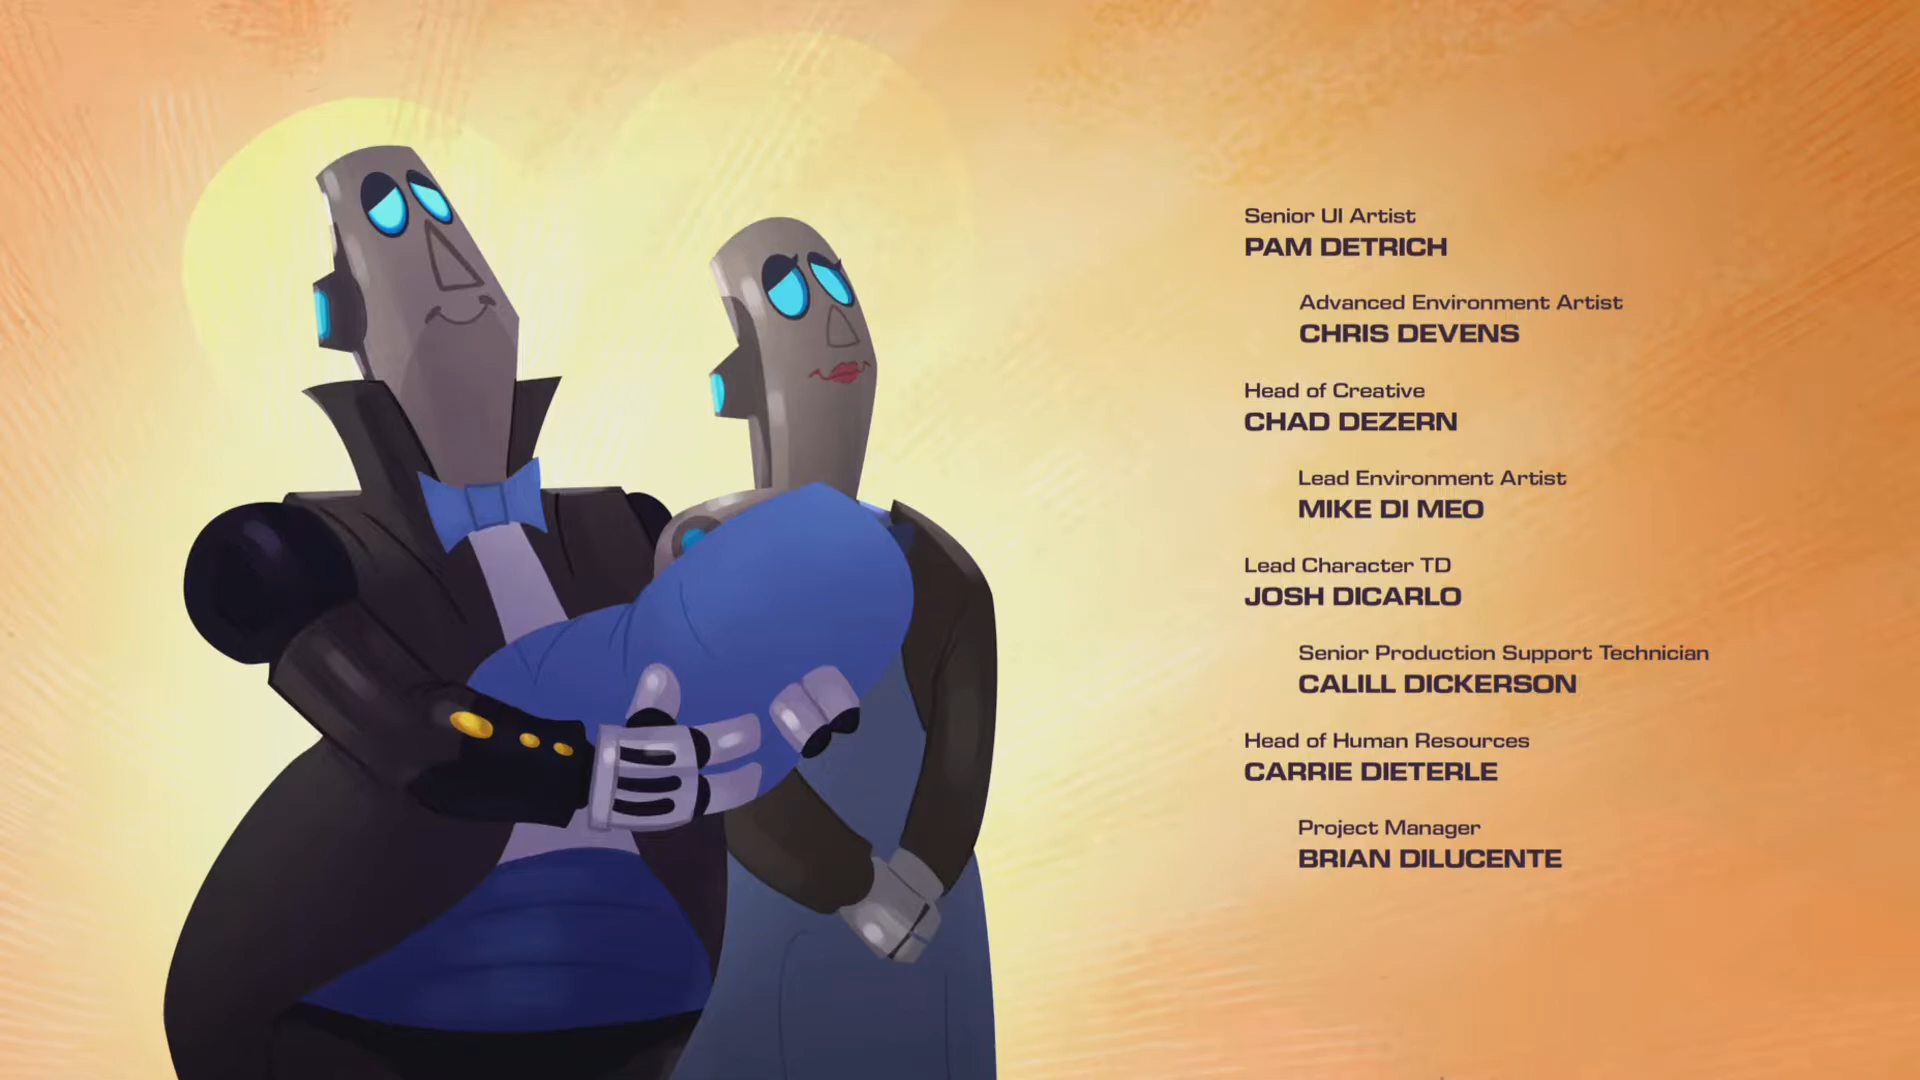 Senior UI Artist
PAM DETRICH
Advanced Environment Artist
CHRIS DEVENS
Head of Creative
CHAD DEZERN
Lead Environment Artist
MIKE DI MEO
Lead Character TD
JOSH DICARLO
Senior Production Support Technician
CALILL DICKERSON
Head of Human Resources
CARRIE DIETERLE
Project Manager
BRIAN DILUCENTE